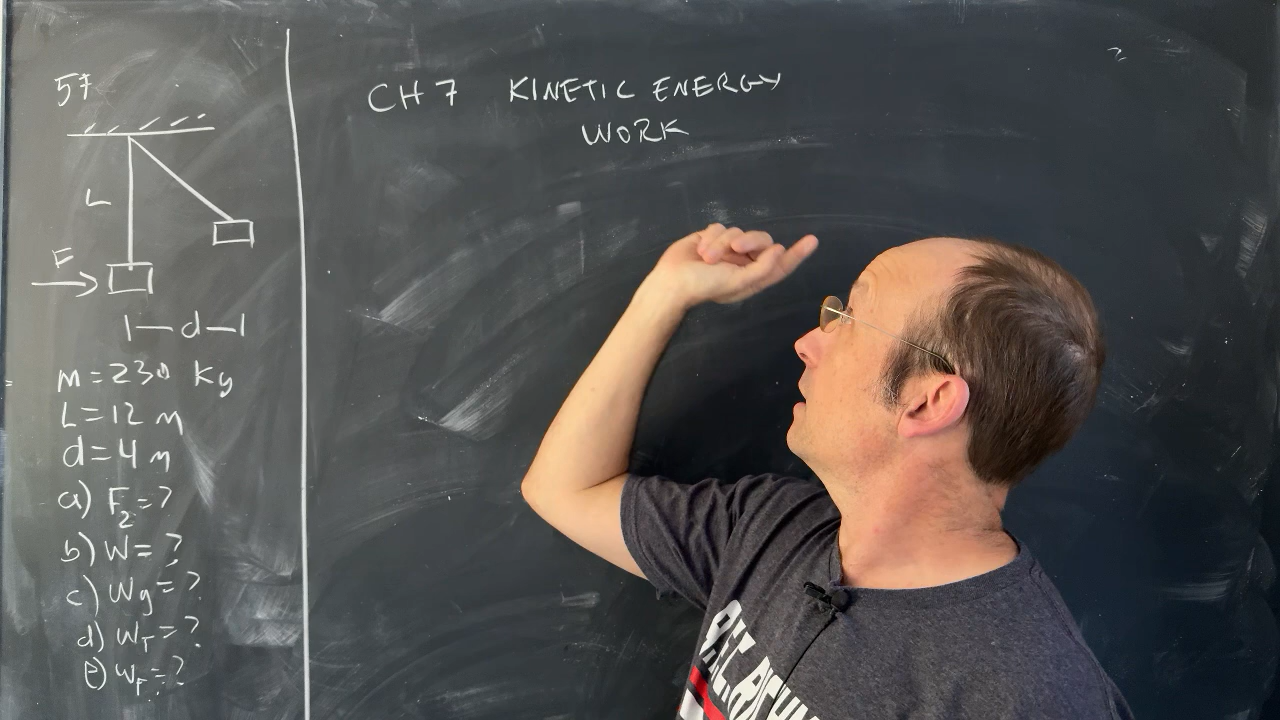 57
L
F
d
m = 230 Kg
L = 12 m
d = 4 m
a) F2 = ?
b) W = ?
c) Wg = ?
d) WT = ?
e) WF = ?
CH 7 KINETIC ENERGY
WORK